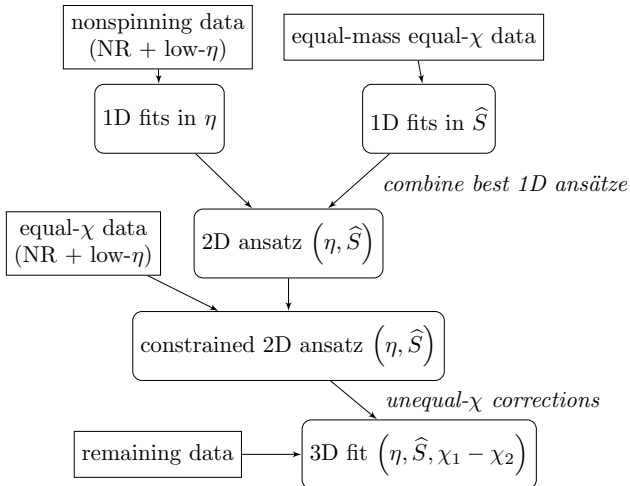 nonspinning data
(NR + low-η)
equal-mass equal-χ data
1D fits in η
1D fits in Ŝ
combine best 1D ansätze
equal-χ data
(NR + low-η)
2D ansatz (η, Ŝ)
constrained 2D ansatz (η, Ŝ)
unequal-χ corrections
remaining data
3D fit (η, Ŝ, χ₁ − χ₂)